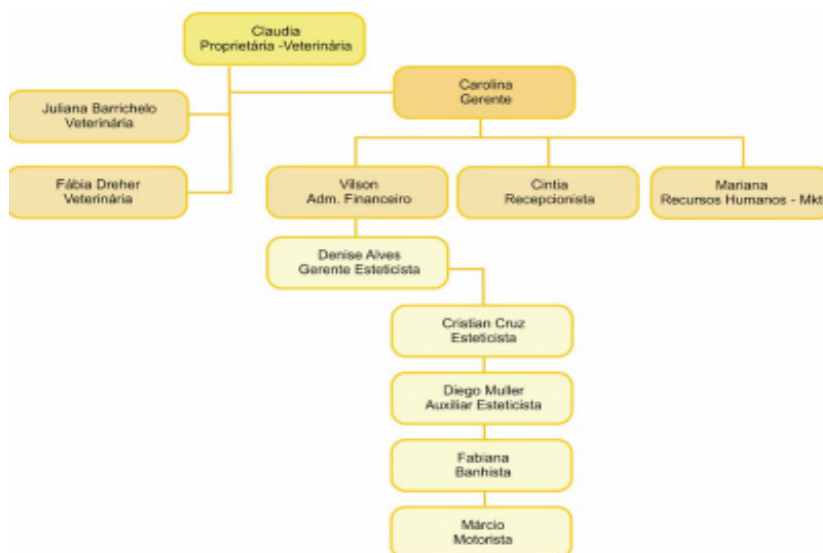 Claudia
Proprietária -Veterinária
Carolina
Gerente
Juliana Barrichelo
Veterinária
Fábia Dreher
Veterinária
Vilson
Adm. Financeiro
Cintia
Recepcionista
Mariana
Recursos Humanos - Mkt
Denise Alves
Gerente Esteticista
Cristian Cruz
Esteticista
Diego Muller
Auxiliar Esteticista
Fabiana
Banhista
Márcio
Motorista